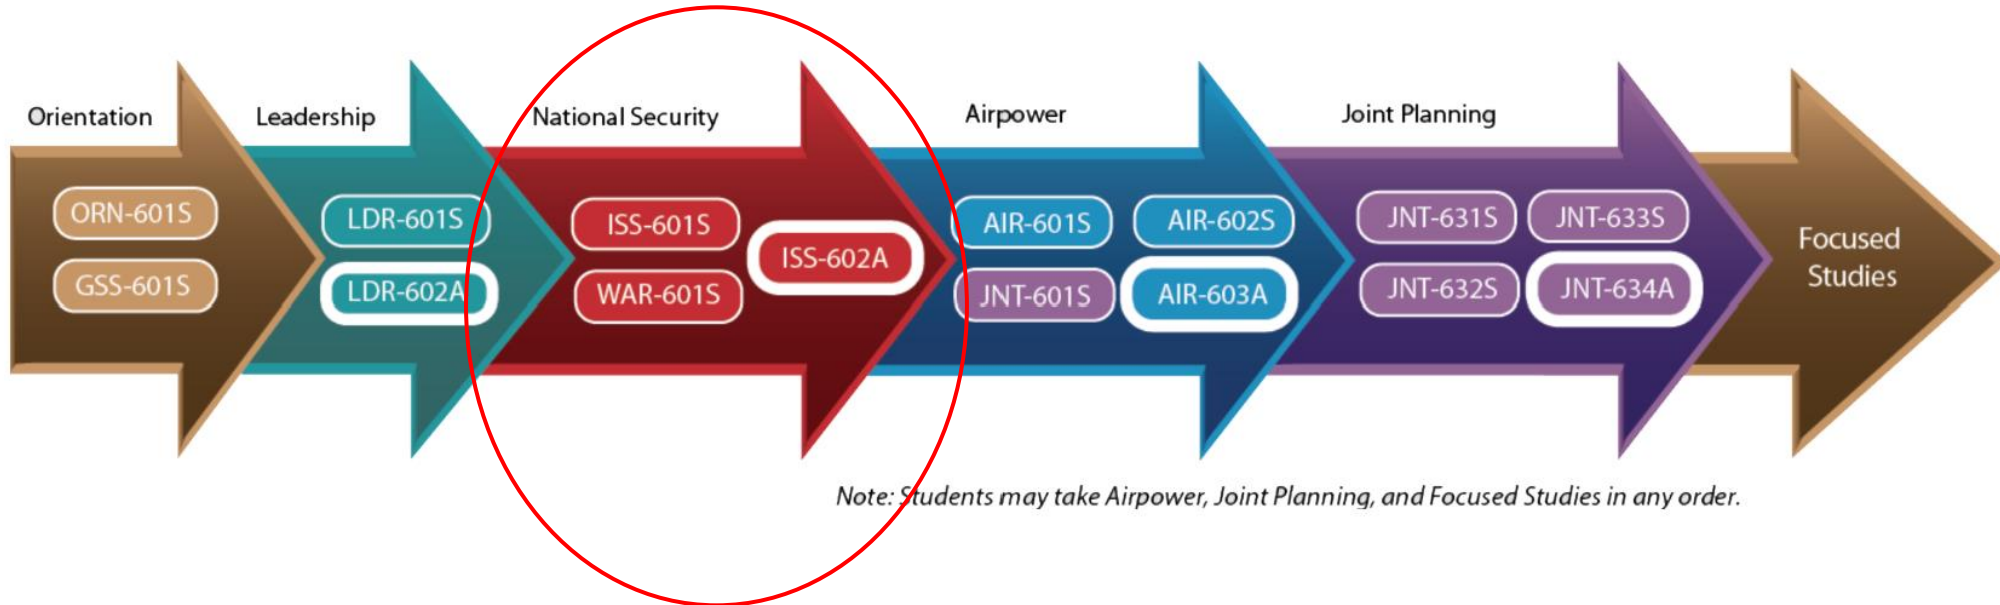 Orientation
ORN-601S
GSS-601S
Leadership
LDR-601S
LDR-602A
National Security
ISS-601S
WAR-601S
ISS-602A
Airpower
AIR-601S
AIR-602S
JNT-601S
AIR-603A
Joint Planning
JNT-631S
JNT-633S
JNT-632S
JNT-634A
Focused
Studies
Note: Students may take Airpower, Joint Planning, and Focused Studies in any order.